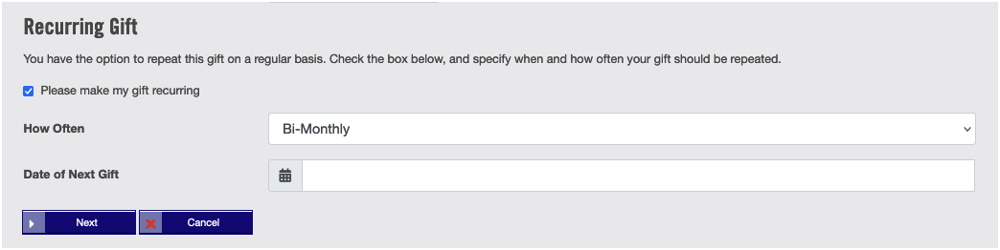 Recurring Gift
You have the option to repeat this gift on a regular basis. Check the box below, and specify when and how often your gift should be repeated.
Please make my gift recurring
How Often
Bi-Monthly
Date of Next Gift
Next
Cancel